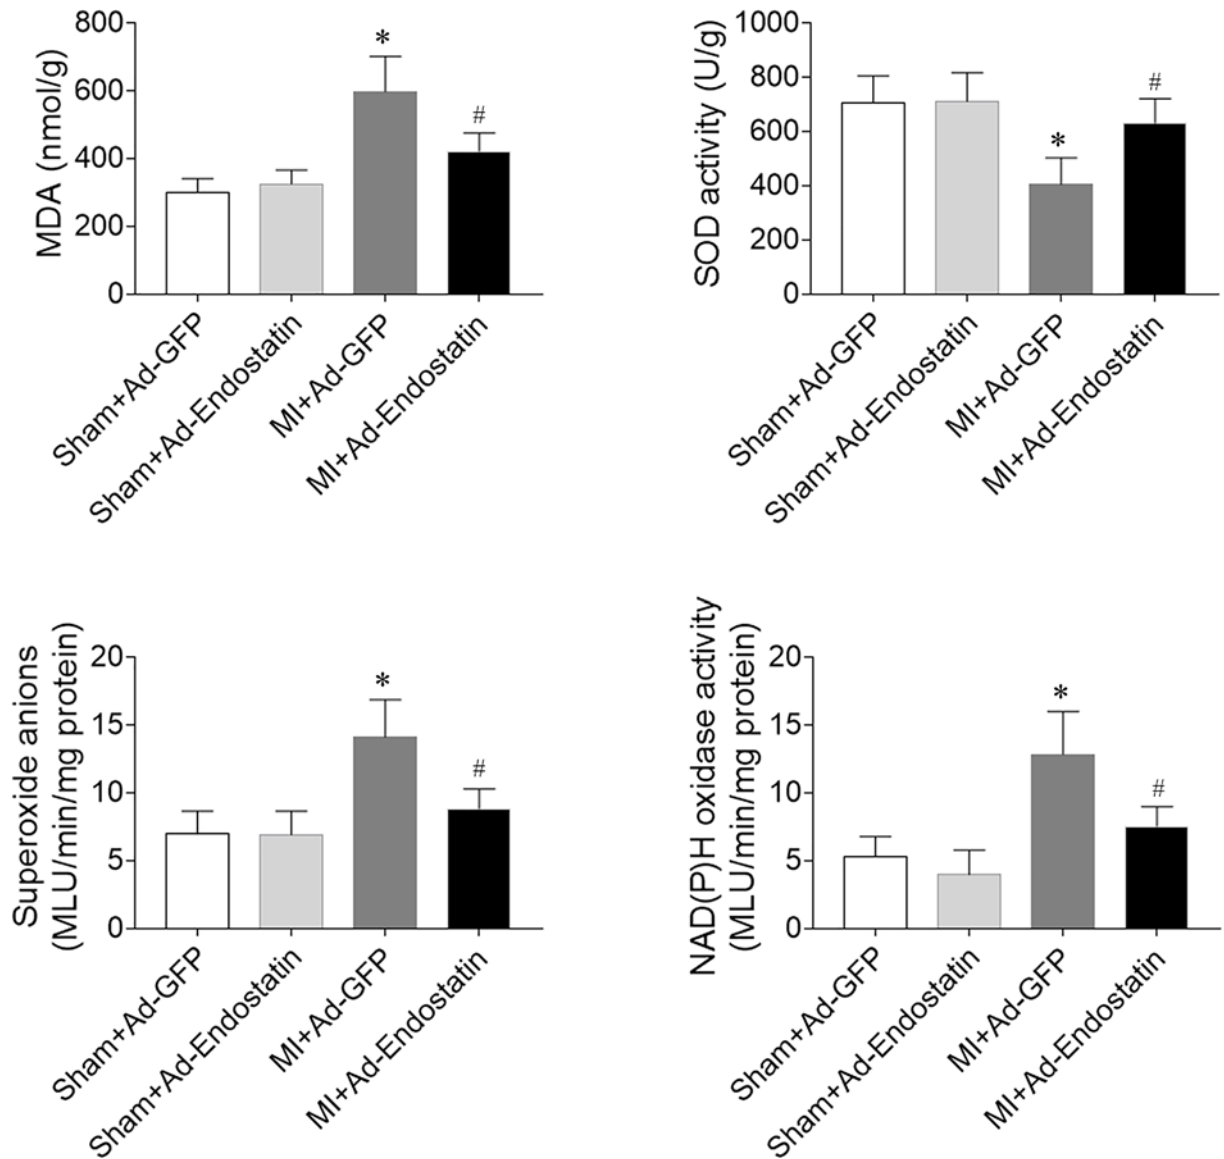 MDA (nmol/g)
800
600
400
200
0
*
#
Sham+Ad-GFP
Sham+Ad-Endostatin
MI+Ad-GFP
MI+Ad-Endostatin
SOD activity (U/g)
1000
800
600
400
200
0
*
#
Sham+Ad-GFP
Sham+Ad-Endostatin
MI+Ad-GFP
MI+Ad-Endostatin
Superoxide anions
(MLU/min/mg protein)
20
15
10
5
0
*
#
Sham+Ad-GFP
Sham+Ad-Endostatin
MI+Ad-GFP
MI+Ad-Endostatin
NAD(P)H oxidase activity
(MLU/min/mg protein)
20
15
10
5
0
*
#
Sham+Ad-GFP
Sham+Ad-Endostatin
MI+Ad-GFP
MI+Ad-Endostatin